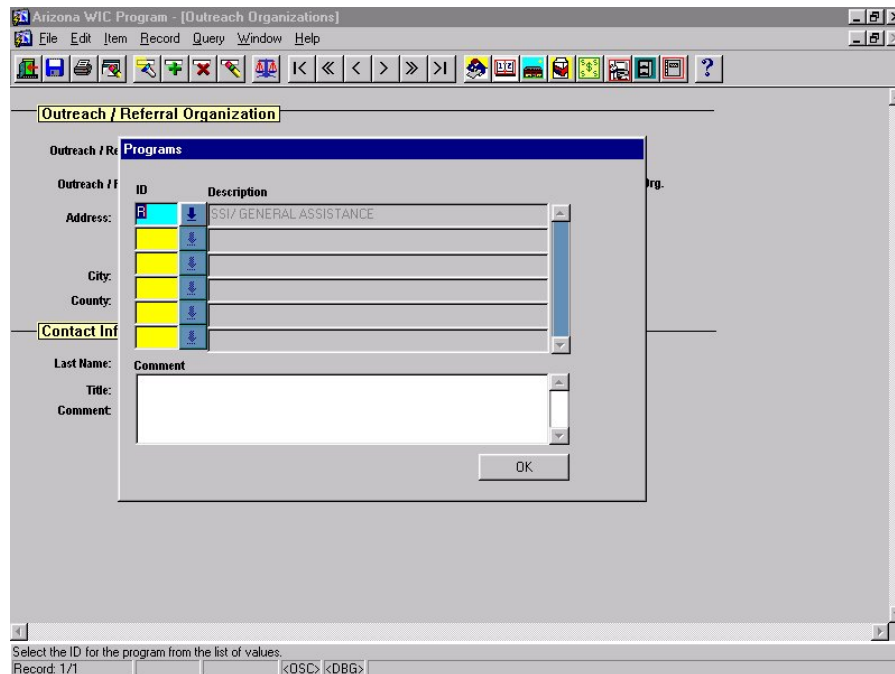 Arizona WIC Program - [Outreach Organizations]
File Edit Item Record Query Window Help
Outreach / Referral Organization
Outreach / Re
Programs
Outreach / F
ID
Description
Org.
Address:
R
SSI/ GENERAL ASSISTANCE
City:
County:
Contact Inf
Last Name:
Comment
Title:
Comment:
OK
Select the ID for the program from the list of values.
Record: 1/1
<OSC> <DBG>